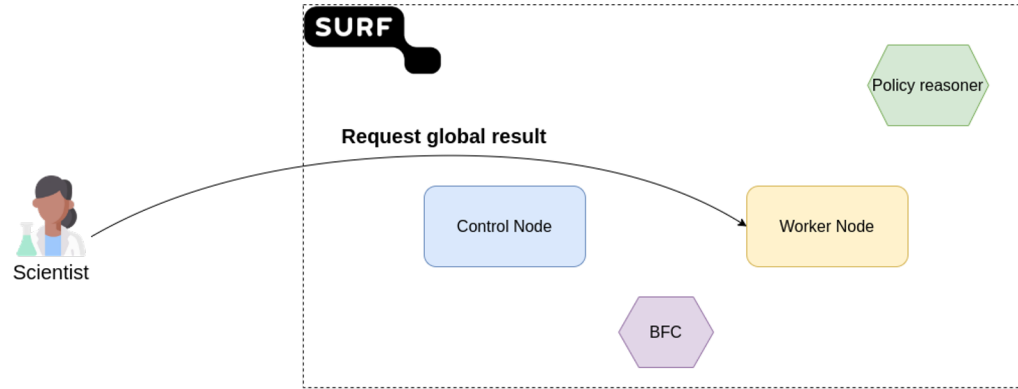 SURF
Policy reasoner
Request global result
Control Node
Worker Node
Scientist
BFC